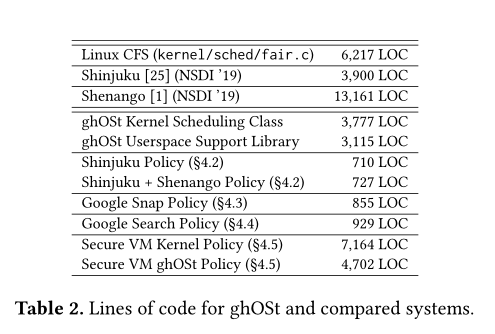 Linux CFS (kernel/sched/fair.c) 6,217 LOC
Shinjuku [25] (NSDI ’19) 3,900 LOC
Shenango [1] (NSDI ’19) 13,161 LOC
ghOSt Kernel Scheduling Class 3,777 LOC
ghOSt Userspace Support Library 3,115 LOC
Shinjuku Policy (§4.2) 710 LOC
Shinjuku + Shenango Policy (§4.2) 727 LOC
Google Snap Policy (§4.3) 855 LOC
Google Search Policy (§4.4) 929 LOC
Secure VM Kernel Policy (§4.5) 7,164 LOC
Secure VM ghOSt Policy (§4.5) 4,702 LOC
Table 2. Lines of code for ghOSt and compared systems.